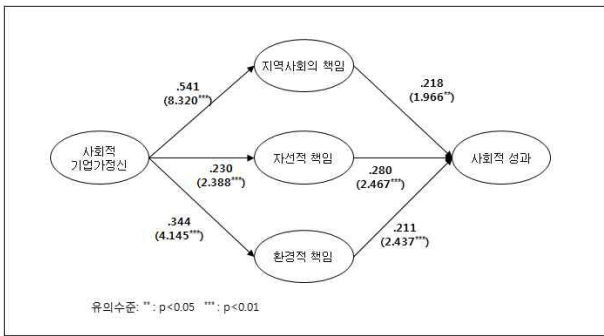 지역사회의 책임
.541
(8.320***)
.218
(1.966**)
사회적
기업가정신
.230
(2.388***)
자선적 책임
.280
(2.467***)
사회적 성과
.344
(4.145***)
.211
(2.437***)
환경적 책임
유의수준: ** : p<0.05 *** : p<0.01